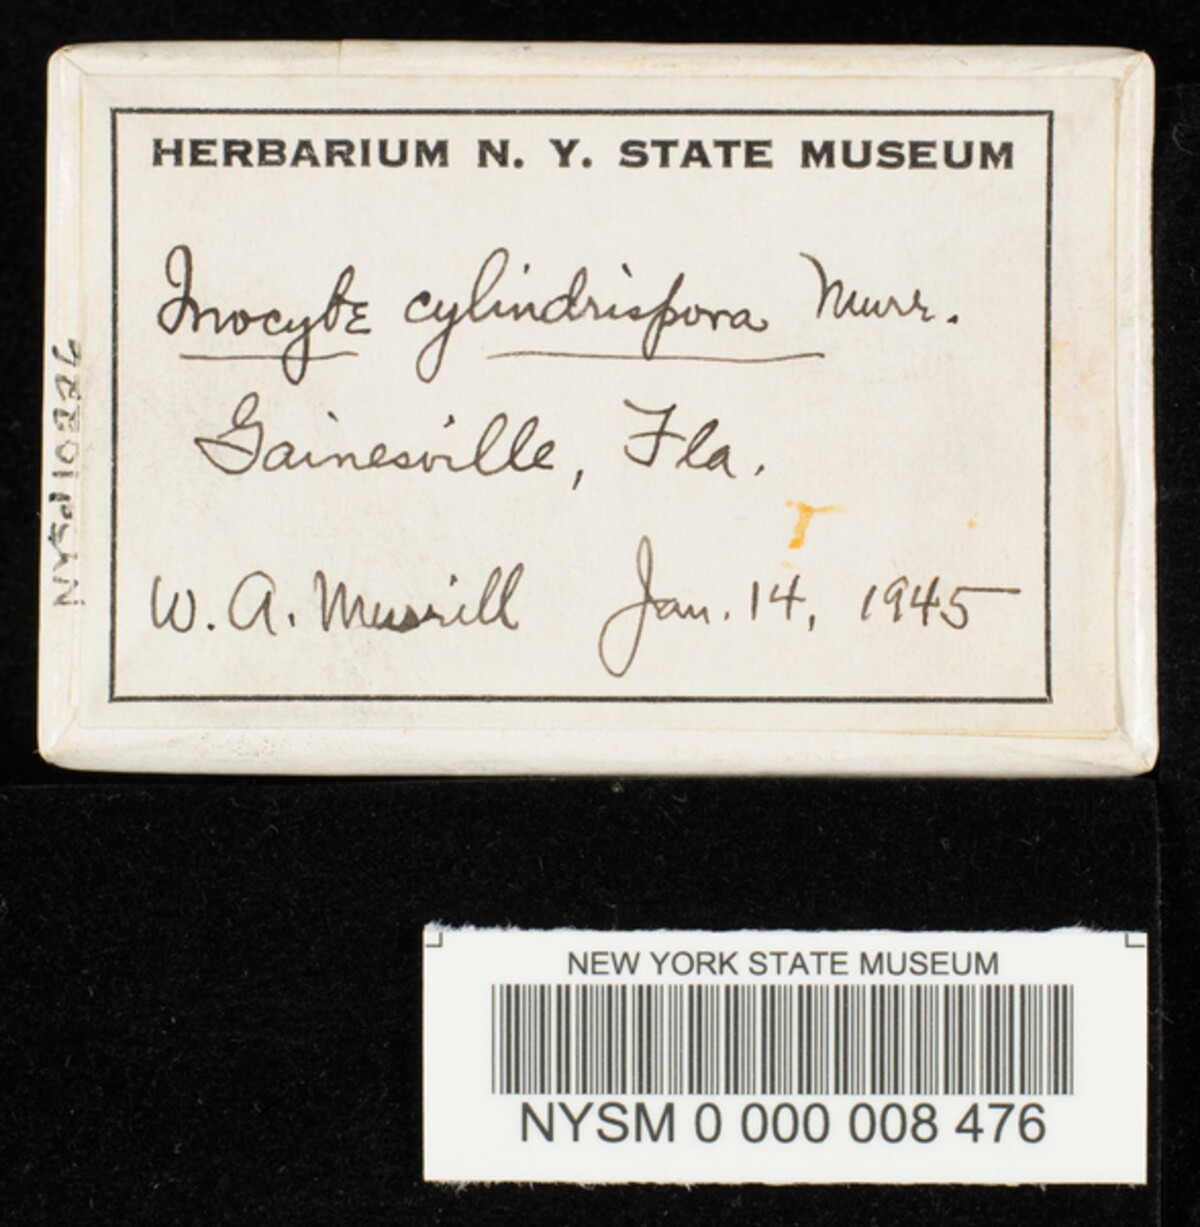 HERBARIUM N. Y. STATE MUSEUM
Inocybe cylindrispora Murr.
Gainesville, Fla.
T
W. A. Murrill Jan. 14, 1945
NYSd10226
NEW YORK STATE MUSEUM
NYSM 0 000 008 476